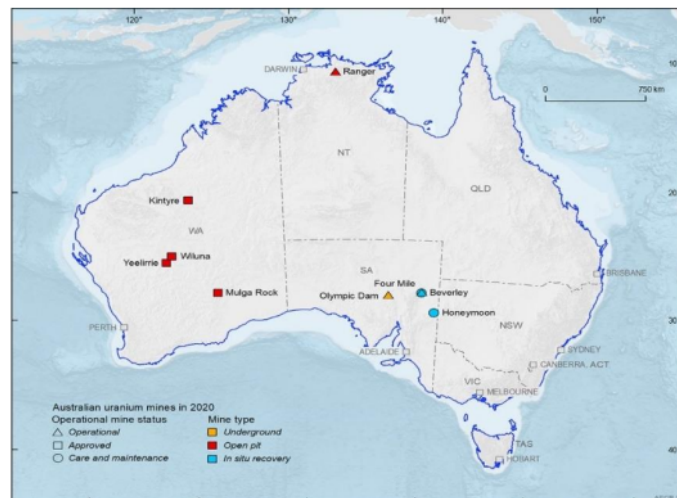 120°
130°
140°
150°
DARWIN
Ranger
10°
0
750 km
NT
QLD
20°
Kintyre
WA
Wiluna
Yeelirrie
SA
Four Mile
BRISBANE
Mulga Rock
Olympic Dam
Beverley
Honeymoon
NSW
PERTH
30°
ADELAIDE
SYDNEY
CANBERRA, ACT
VIC
MELBOURNE
Australian uranium mines in 2020
Operational mine status
Mine type
Operational
Underground
Approved
Open pit
TAS
Care and maintenance
In situ recovery
HOBART
40°